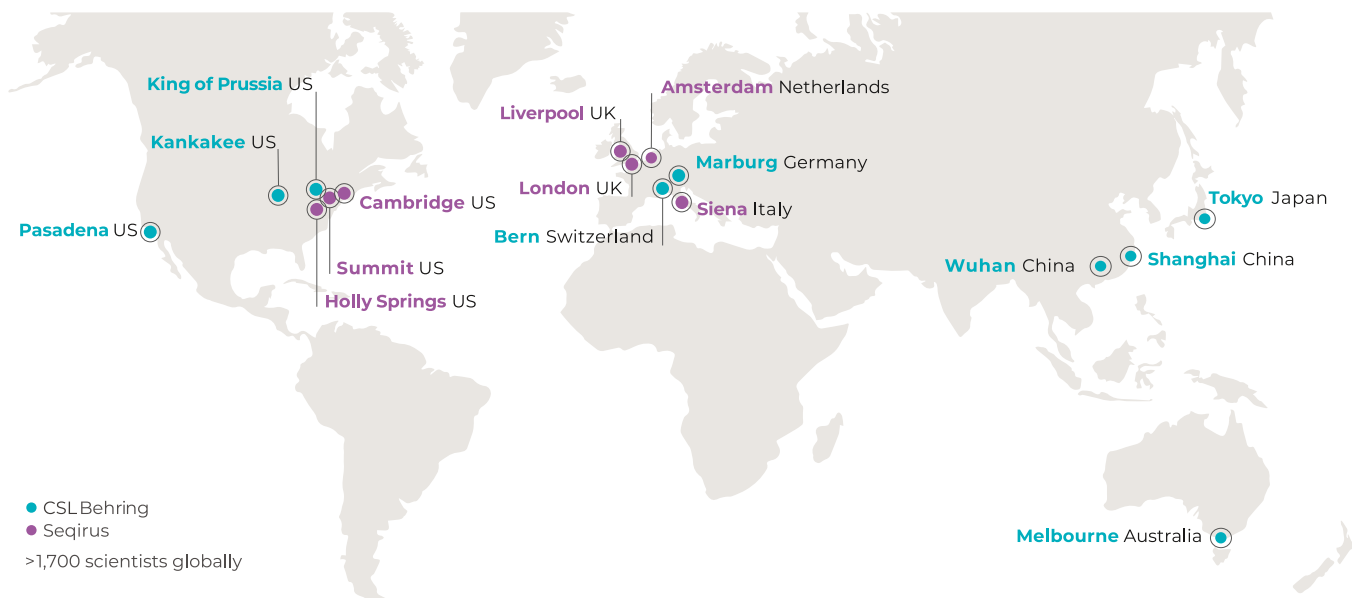 King of Prussia US
Kankakee US
Pasadena US
Cambridge US
Summit US
Holly Springs US
Amsterdam Netherlands
Liverpool UK
London UK
Marburg Germany
Siena Italy
Bern Switzerland
Tokyo Japan
Wuhan China
Shanghai China
Melbourne Australia
CSL Behring
Seqirus
>1,700 scientists globally